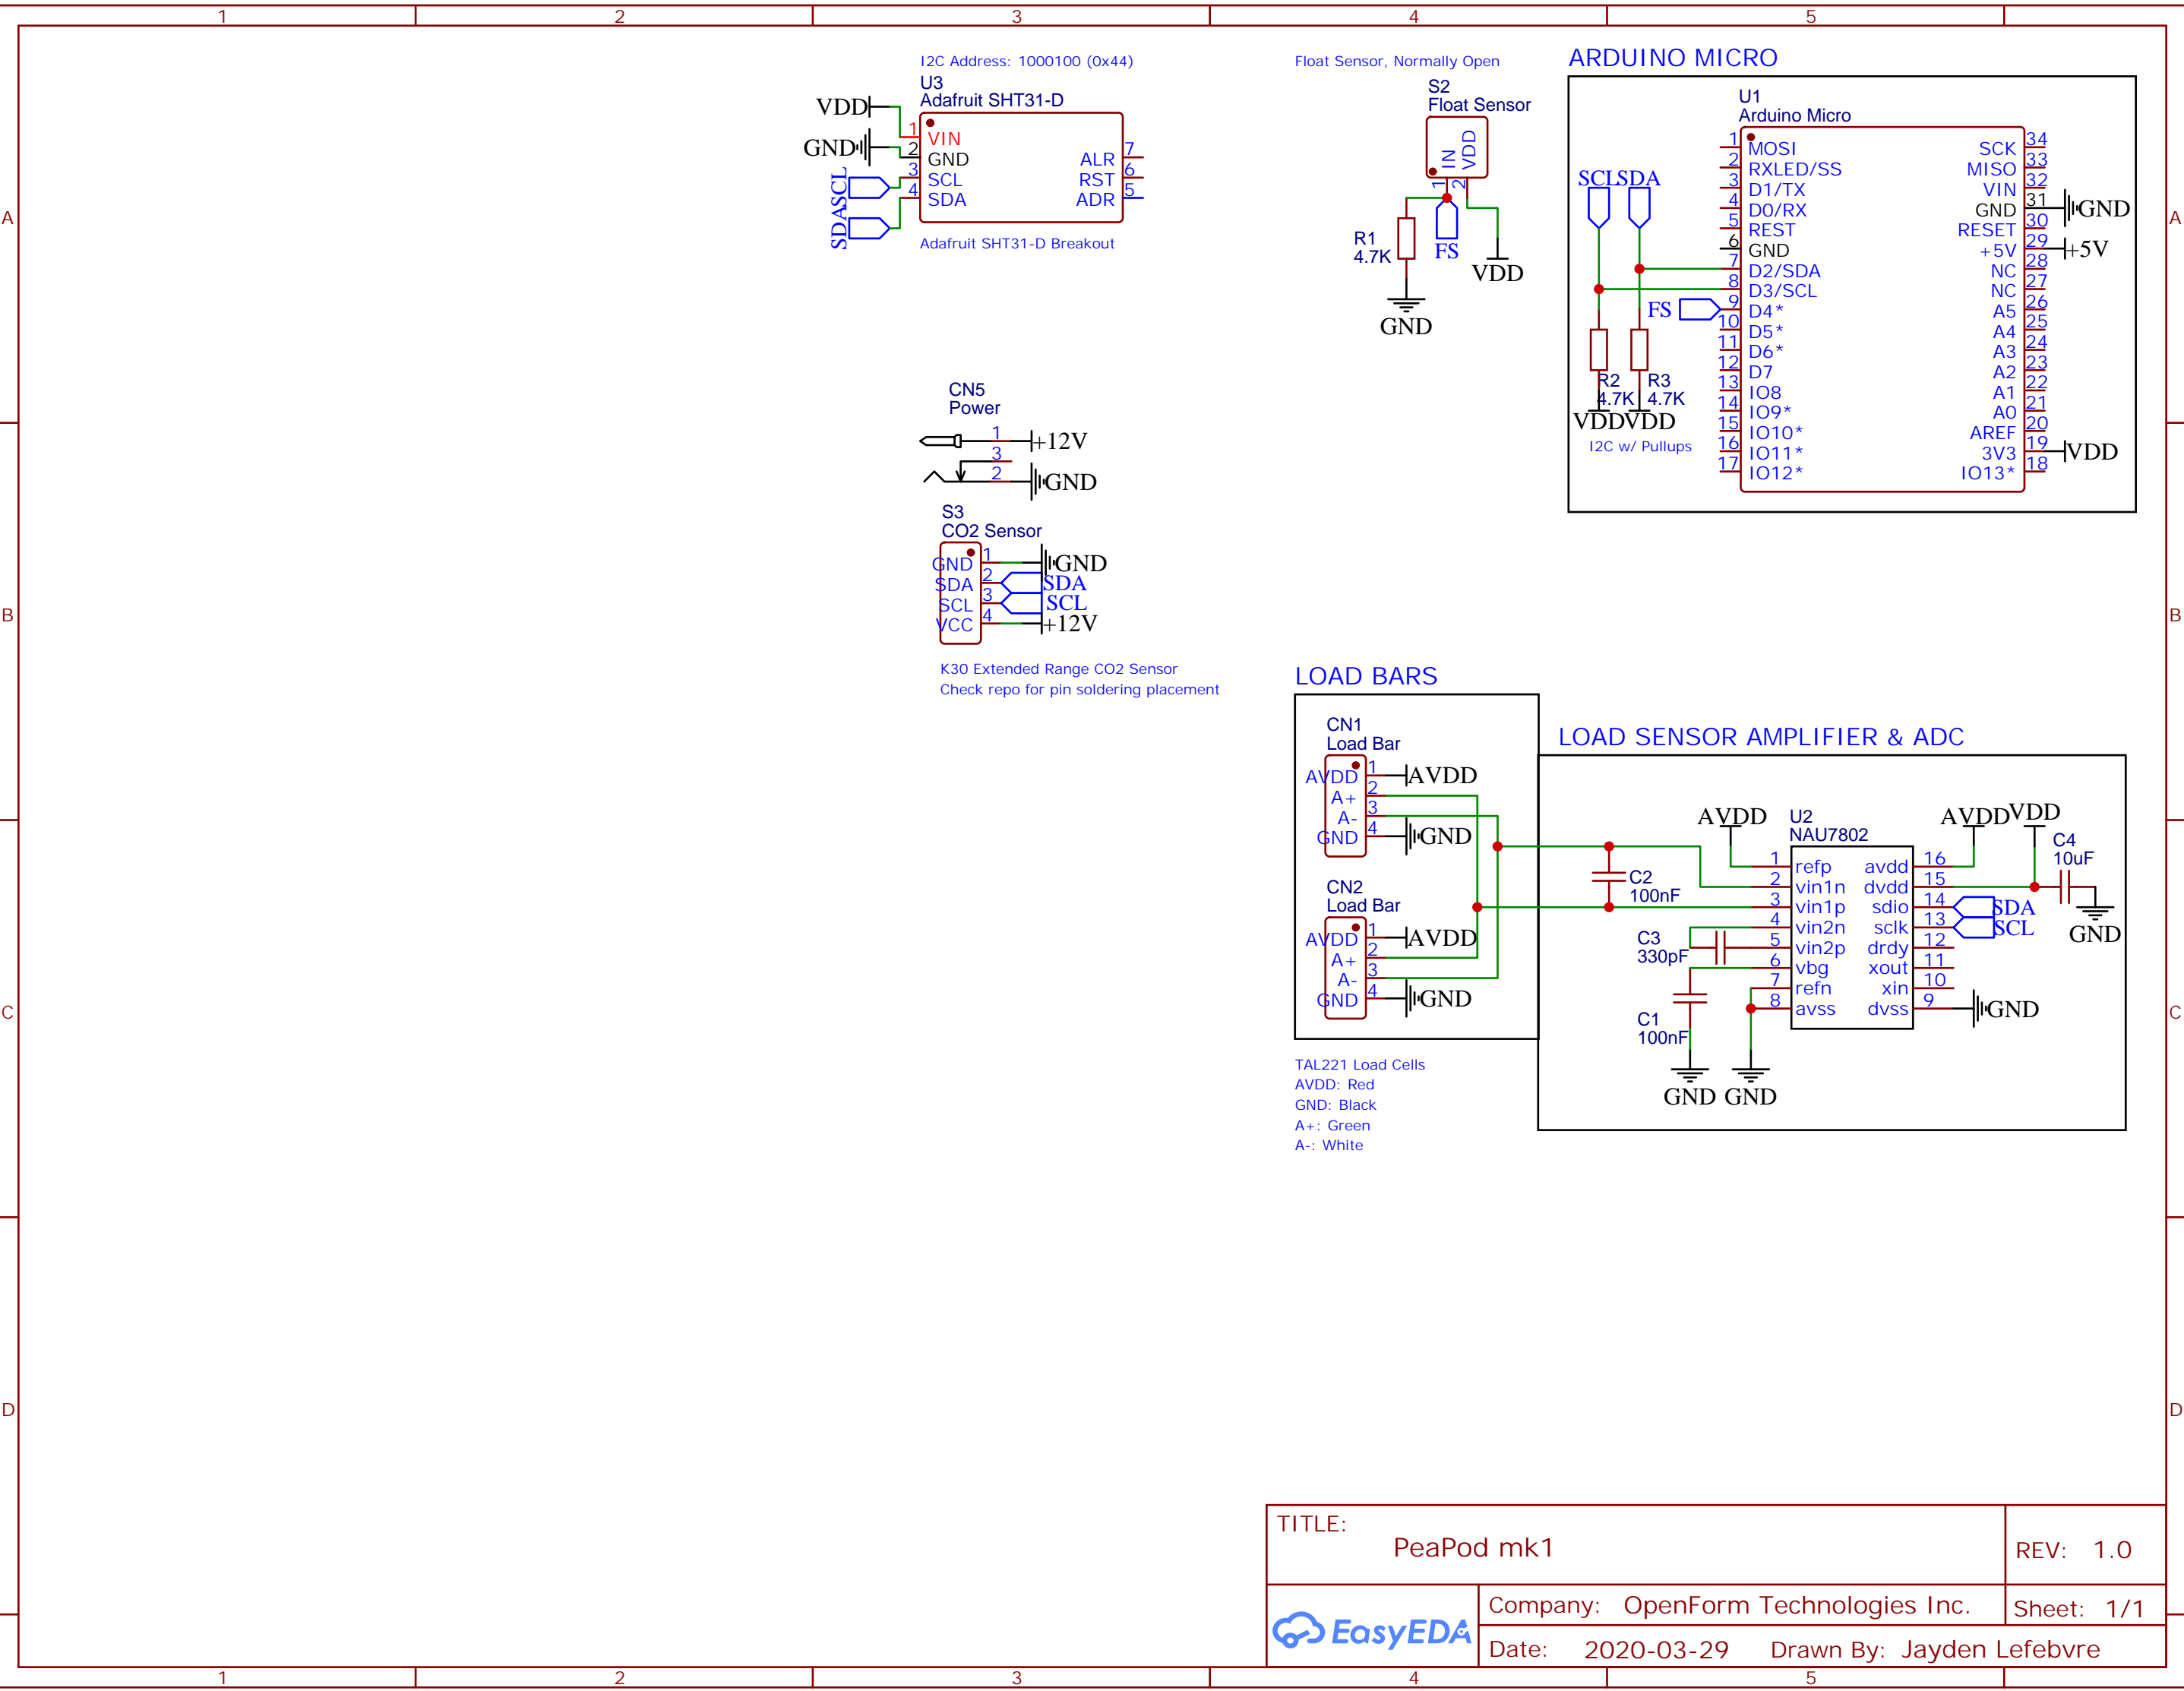 1 2 3 4 5
A
B
C
D
A
B
C
D
1 2 3 4 5
I2C Address: 1000100 (0x44)
U3
Adafruit SHT31-D
VDD
GND
SCL
SDA
1 VIN
2 GND
3 SCL
4 SDA
ALR 7
RST 6
ADR 5
Adafruit SHT31-D Breakout
Float Sensor, Normally Open
S2
Float Sensor
IN
VDD
1
2
R1
4.7K
FS
VDD
GND
ARDUINO MICRO
U1
Arduino Micro
SCL SDA
1 MOSI
2 RXLED/SS
3 D1/TX
4 D0/RX
5 REST
6 GND
7 D2/SDA
8 D3/SCL
FS 9 D4*
10 D5*
11 D6*
12 D7
13 IO8
14 IO9*
15 IO10*
16 IO11*
17 IO12*
SCK 34
MISO 33
VIN 32
GND 31 GND
RESET 30
+5V 29 +5V
NC 28
NC 27
A5 26
A4 25
A3 24
A2 23
A1 22
A0 21
AREF 20
3V3 19 VDD
IO13* 18
R2
4.7K
R3
4.7K
VDD VDD
I2C w/ Pullups
CN5
Power
1 +12V
3
2 GND
S3
CO2 Sensor
GND 1 GND
SDA 2 SDA
SCL 3 SCL
VCC 4 +12V
K30 Extended Range CO2 Sensor
Check repo for pin soldering placement
LOAD BARS
CN1
Load Bar
AVDD 1 AVDD
A+ 2
A- 3
GND 4 GND
CN2
Load Bar
AVDD 1 AVDD
A+ 2
A- 3
GND 4 GND
TAL221 Load Cells
AVDD: Red
GND: Black
A+: Green
A-: White
LOAD SENSOR AMPLIFIER & ADC
AVDD
U2
NAU7802
AVDD VDD
C4
10uF
C2
100nF
C3
330pF
C1
100nF
1 refp
2 vin1n
3 vin1p
4 vin2n
5 vin2p
6 vbg
7 refn
8 avss
avdd 16
dvdd 15
sdio 14 SDA
sclk 13 SCL
drdy 12
xout 11
xin 10
dvss 9 GND
GND
GND GND
TITLE:
PeaPod mk1
REV: 1.0
EasyEDA
Company: OpenForm Technologies Inc.
Sheet: 1/1
Date: 2020-03-29 Drawn By: Jayden Lefebvre